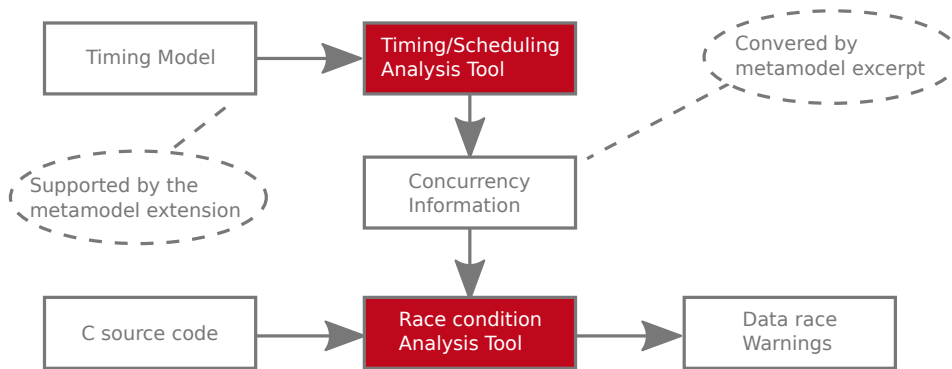 Timing Model
Timing/Scheduling
Analysis Tool
Convered by
metamodel excerpt
Supported by the
metamodel extension
Concurrency
Information
C source code
Race condition
Analysis Tool
Data race
Warnings